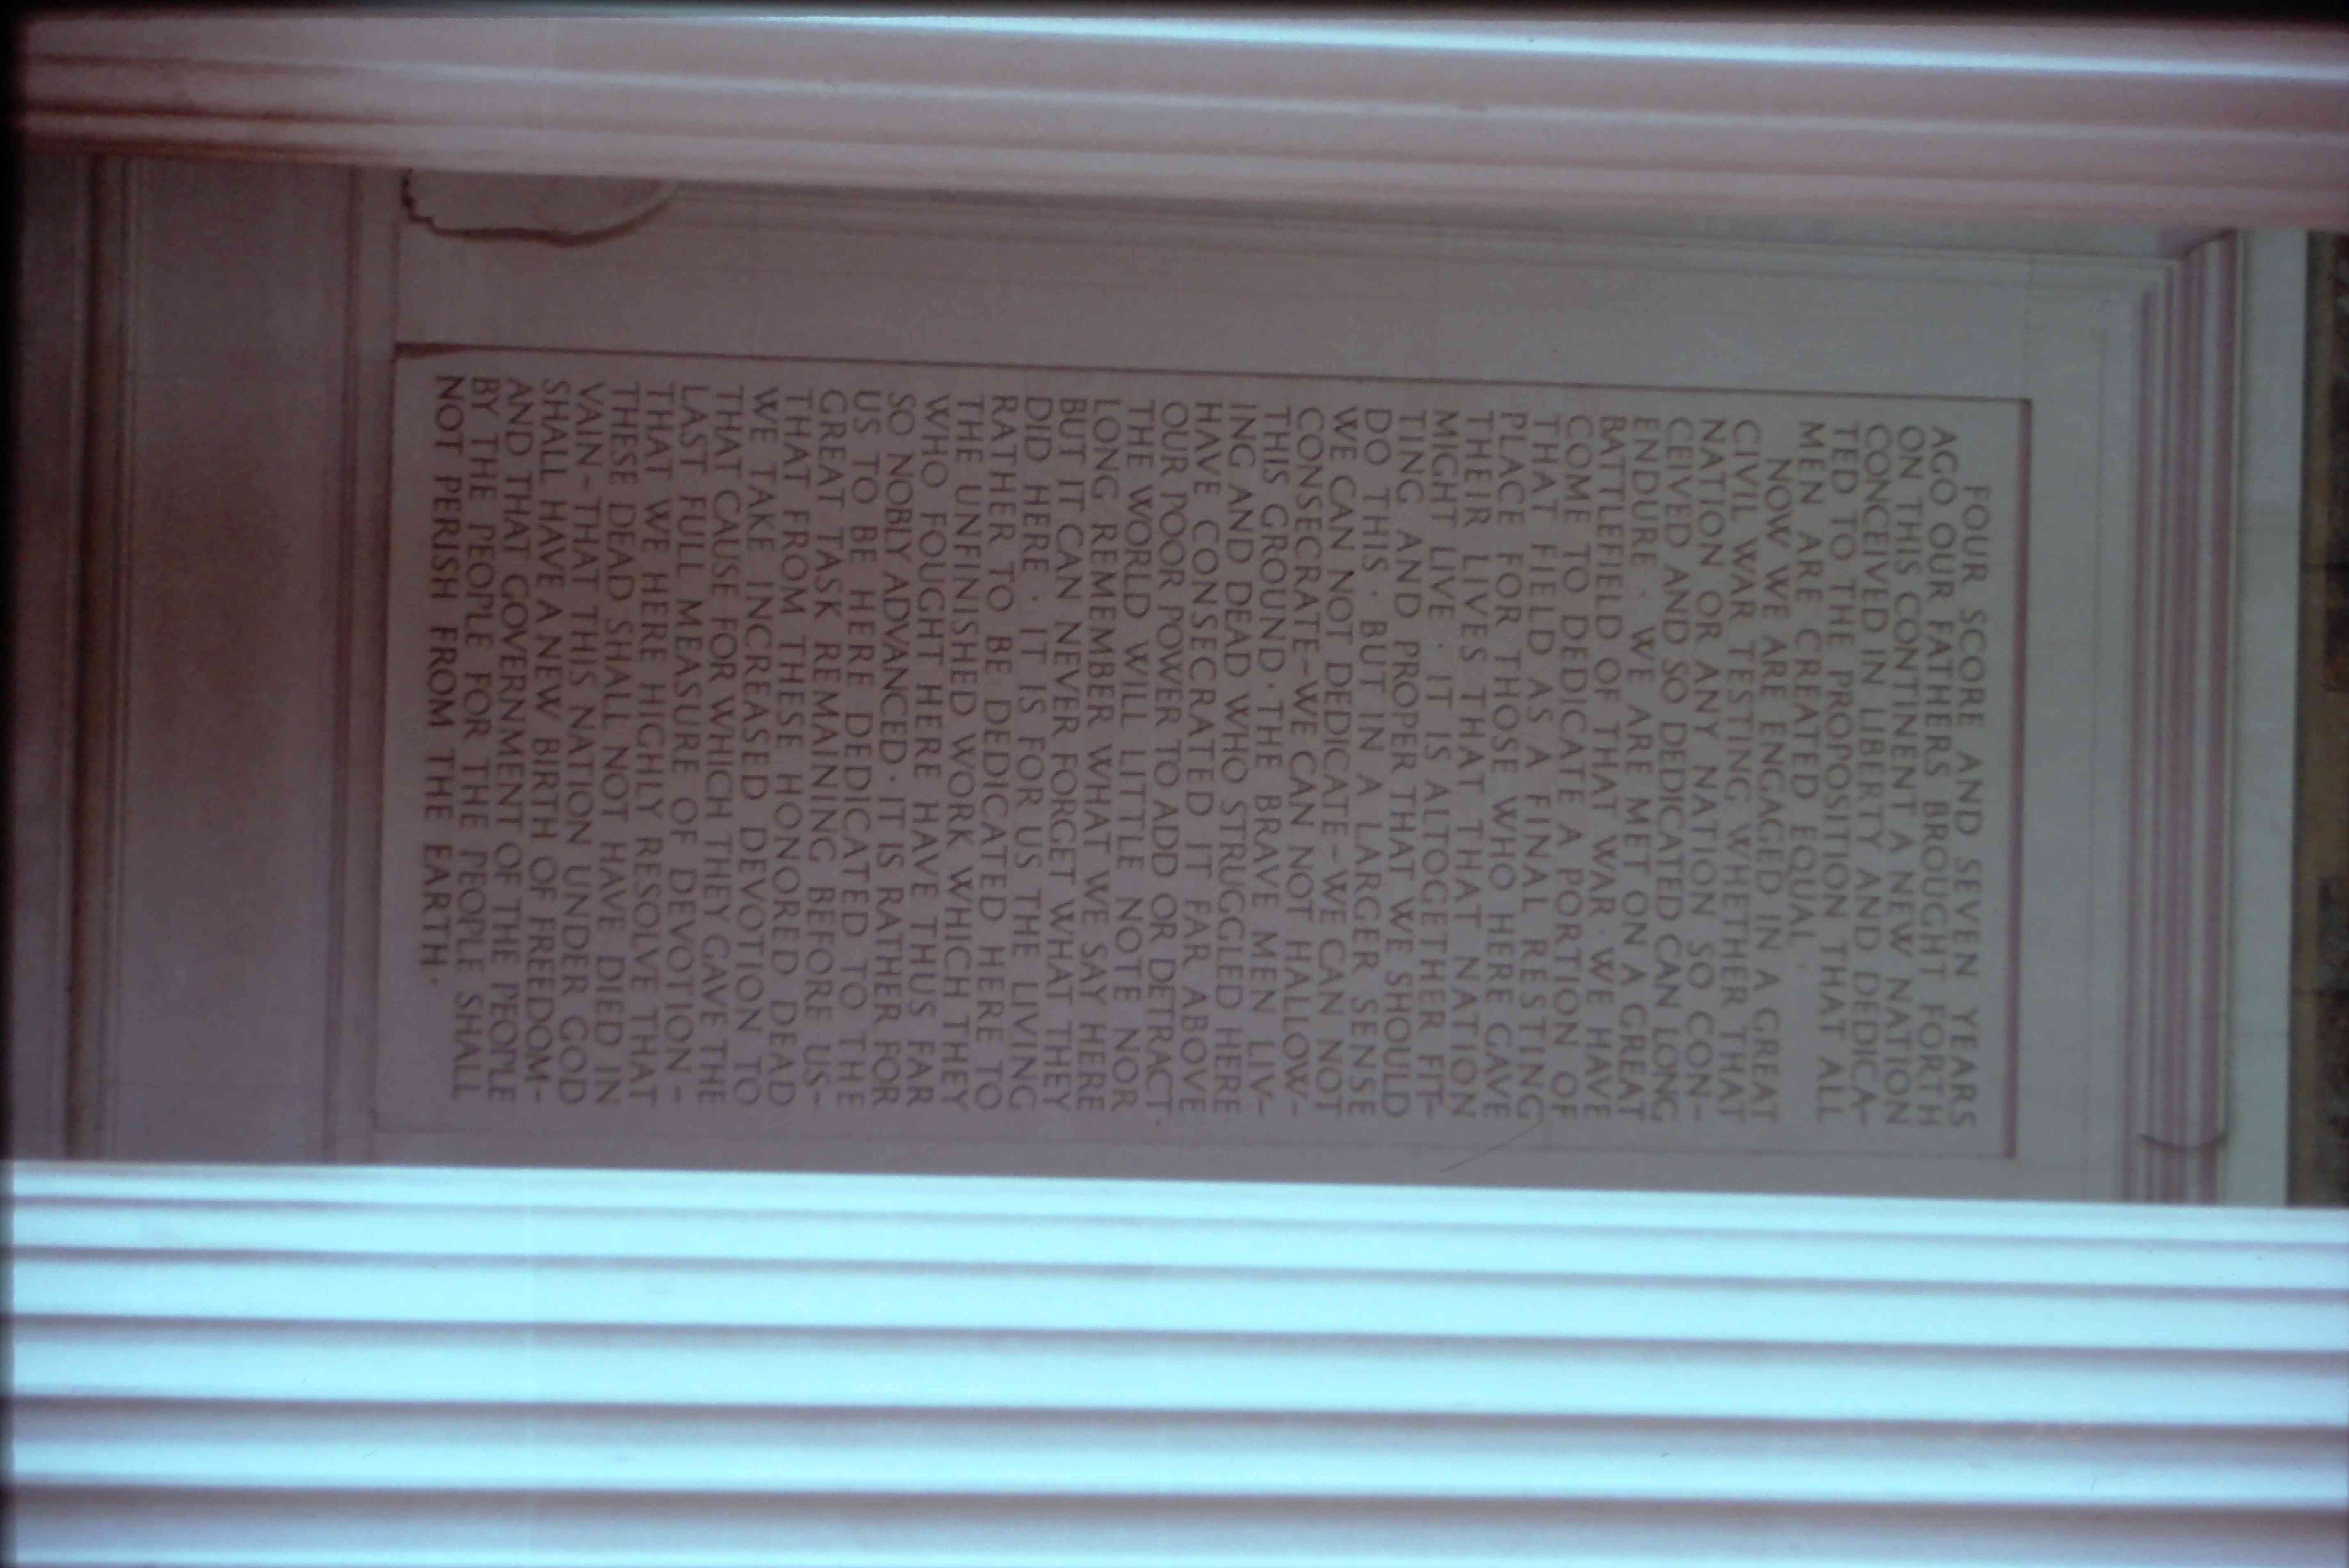 FOUR SCORE AND SEVEN YEARS
AGO OUR FATHERS BROUGHT FORTH
ON THIS CONTINENT A NEW NATION
CONCEIVED IN LIBERTY AND DEDICA-
TED TO THE PROPOSITION THAT ALL
MEN ARE CREATED EQUAL ·
NOW WE ARE ENGAGED IN A GREAT
CIVIL WAR TESTING WHETHER THAT
NATION OR ANY NATION SO CON-
CEIVED AND SO DEDICATED CAN LONG
ENDURE · WE ARE MET ON A GREAT
BATTLEFIELD OF THAT WAR · WE HAVE
COME TO DEDICATE A PORTION OF
THAT FIELD AS A FINAL RESTING
PLACE FOR THOSE WHO HERE GAVE
THEIR LIVES THAT THAT NATION
MIGHT LIVE · IT IS ALTOGETHER FIT-
TING AND PROPER THAT WE SHOULD
DO THIS · BUT IN A LARGER SENSE
WE CAN NOT DEDICATE-WE CAN NOT
CONSECRATE-WE CAN NOT HALLOW-
THIS GROUND · THE BRAVE MEN LIV-
ING AND DEAD WHO STRUGGLED HERE
HAVE CONSECRATED IT FAR ABOVE
OUR POOR POWER TO ADD OR DETRACT ·
THE WORLD WILL LITTLE NOTE NOR
LONG REMEMBER WHAT WE SAY HERE
BUT IT CAN NEVER FORGET WHAT THEY
DID HERE · IT IS FOR US THE LIVING
RATHER TO BE DEDICATED HERE TO
THE UNFINISHED WORK WHICH THEY
WHO FOUGHT HERE HAVE THUS FAR
SO NOBLY ADVANCED · IT IS RATHER FOR
US TO BE HERE DEDICATED TO THE
GREAT TASK REMAINING BEFORE US-
THAT FROM THESE HONORED DEAD
WE TAKE INCREASED DEVOTION TO
THAT CAUSE FOR WHICH THEY GAVE THE
LAST FULL MEASURE OF DEVOTION -
THAT WE HERE HIGHLY RESOLVE THAT
THESE DEAD SHALL NOT HAVE DIED IN
VAIN-THAT THIS NATION UNDER GOD
SHALL HAVE A NEW BIRTH OF FREEDOM-
AND THAT GOVERNMENT OF THE PEOPLE
BY THE PEOPLE FOR THE PEOPLE SHALL
NOT PERISH FROM THE EARTH ·